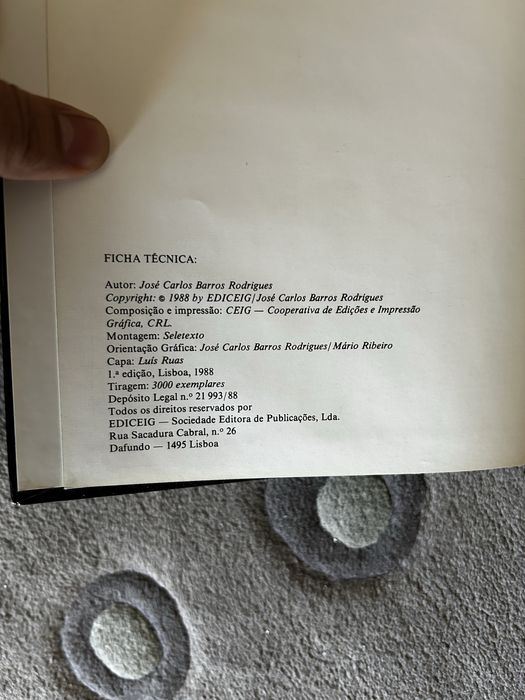 FICHA TÉCNICA:
Autor: José Carlos Barros Rodrigues
Copyright: © 1988 by EDICEIG/José Carlos Barros Rodrigues
Composição e impressão: CEIG — Cooperativa de Edições e Impressão
Gráfica, CRL.
Montagem: Seletexto
Orientação Gráfica: José Carlos Barros Rodrigues/Mário Ribeiro
Capa: Luís Ruas
1.ª edição, Lisboa, 1988
Tiragem: 3000 exemplares
Depósito Legal n.º 21 993/88
Todos os direitos reservados por
EDICEIG — Sociedade Editora de Publicações, Lda.
Rua Sacadura Cabral, n.º 26
Dafundo — 1495 Lisboa